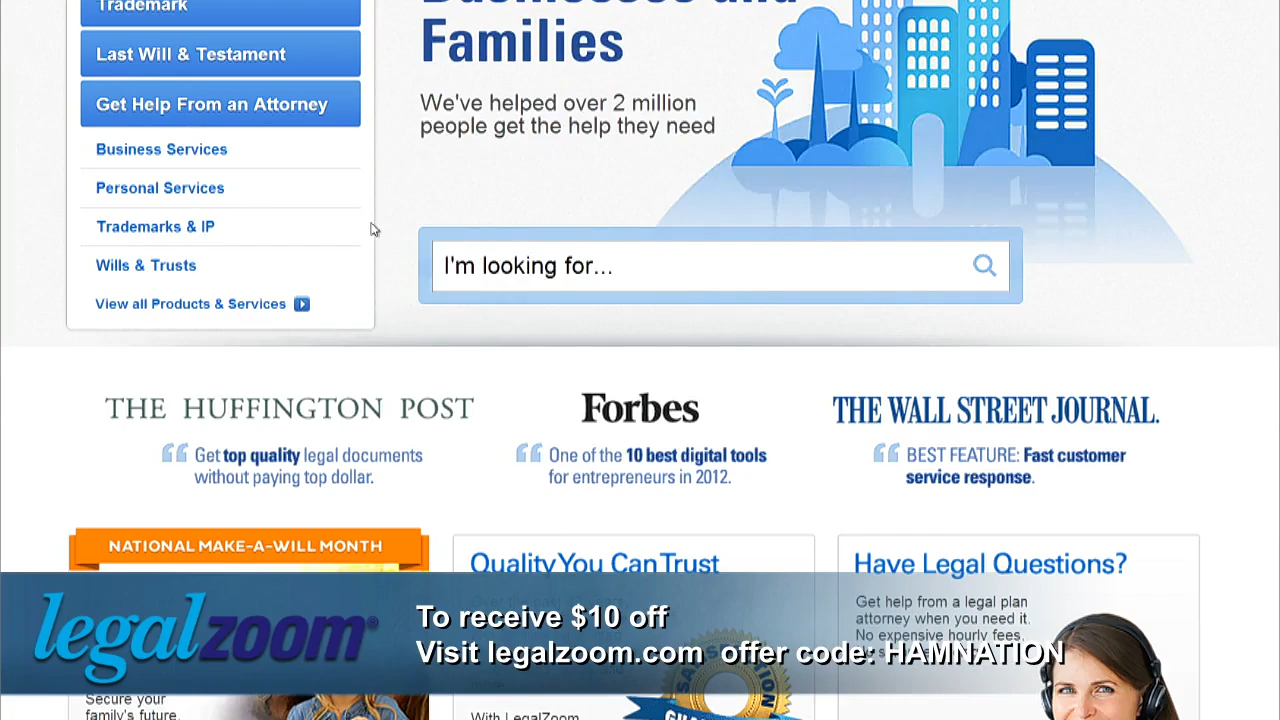 Trademark
Last Will & Testament
Get Help From an Attorney
Business Services
Personal Services
Trademarks & IP
Wills & Trusts
View all Products & Services
Businesses and
Families
We've helped over 2 million
people get the help they need
I'm looking for...
THE HUFFINGTON POST
Get top quality legal documents
without paying top dollar.
Forbes
One of the 10 best digital tools
for entrepreneurs in 2012.
THE WALL STREET JOURNAL.
BEST FEATURE: Fast customer
service response.
NATIONAL MAKE-A-WILL MONTH
Secure your
family's future.
Quality You Can Trust
With LegalZoom
SATISFACTION
Have Legal Questions?
Get help from a legal plan
attorney when you need it.
No expensive hourly fees.
legalzoom®
To receive $10 off
Visit legalzoom.com offer code: HAMNATION